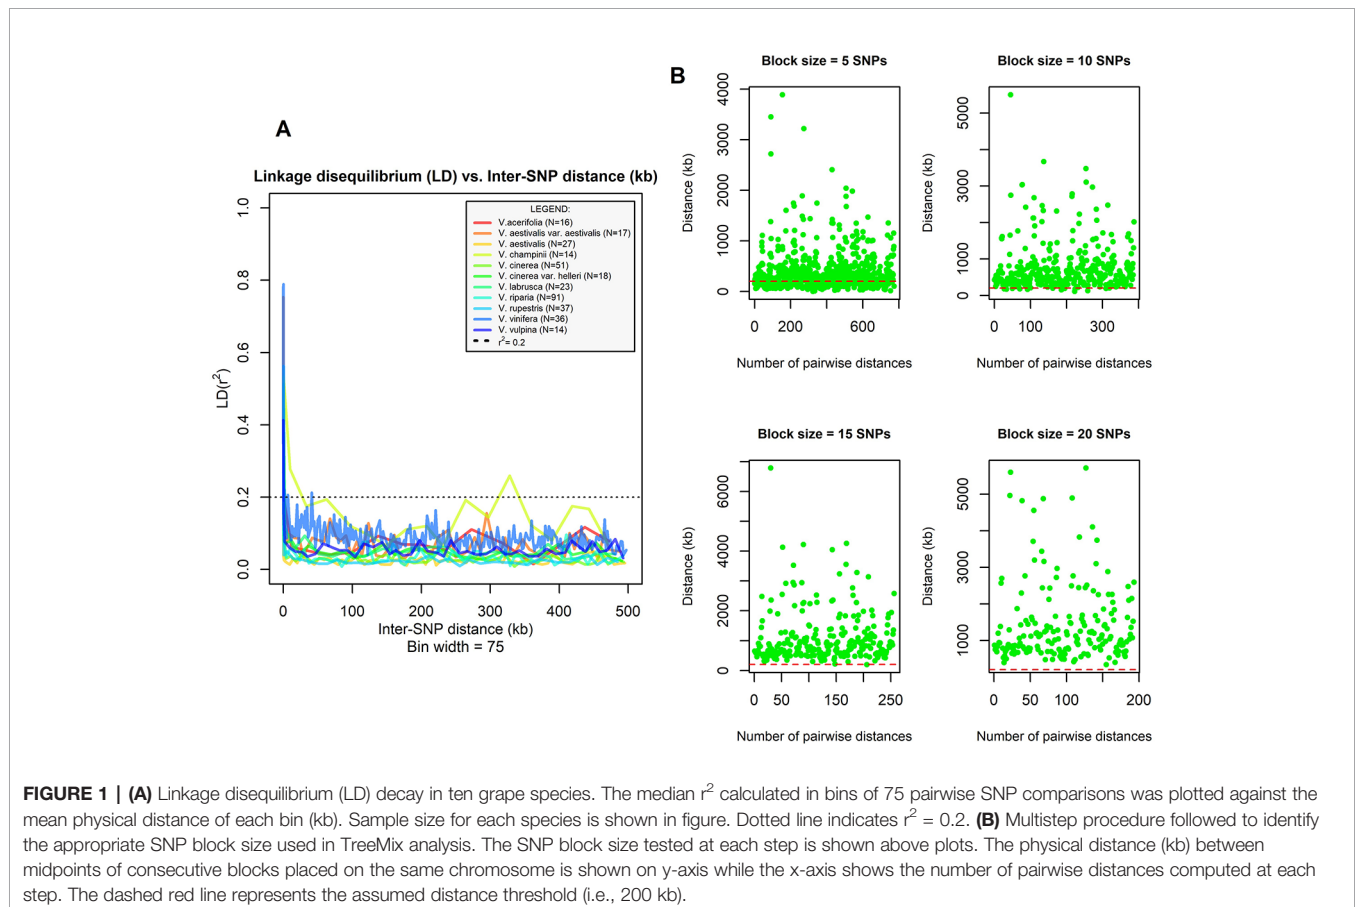 A
Linkage disequilibrium (LD) vs. Inter-SNP distance (kb)
LD(r2)
1.0
0.8
0.6
0.4
0.2
0.0
LEGEND:
V.acerifolia (N=16)
V. aestivalis var. aestivalis (N=17)
V. aestivalis (N=27)
V. champinii (N=14)
V. cinerea (N=51)
V. cinerea var. helleri (N=18)
V. labrusca (N=23)
V. riparia (N=91)
V. rupestris (N=37)
V. vinifera (N=36)
V. vulpina (N=14)
r2= 0.2
0 100 200 300 400 500
Inter-SNP distance (kb)
Bin width = 75
B
Block size = 5 SNPs
Distance (kb)
4000
3000
2000
1000
0
0 200 600
Number of pairwise distances
Block size = 10 SNPs
Distance (kb)
5000
3000
1000
0
0 100 300
Number of pairwise distances
Block size = 15 SNPs
Distance (kb)
6000
4000
2000
0
0 50 150 250
Number of pairwise distances
Block size = 20 SNPs
Distance (kb)
5000
3000
1000
0 50 100 200
Number of pairwise distances
FIGURE 1 | (A) Linkage disequilibrium (LD) decay in ten grape species. The median r2 calculated in bins of 75 pairwise SNP comparisons was plotted against the
mean physical distance of each bin (kb). Sample size for each species is shown in figure. Dotted line indicates r2 = 0.2. (B) Multistep procedure followed to identify
the appropriate SNP block size used in TreeMix analysis. The SNP block size tested at each step is shown above plots. The physical distance (kb) between
midpoints of consecutive blocks placed on the same chromosome is shown on y-axis while the x-axis shows the number of pairwise distances computed at each
step. The dashed red line represents the assumed distance threshold (i.e., 200 kb).